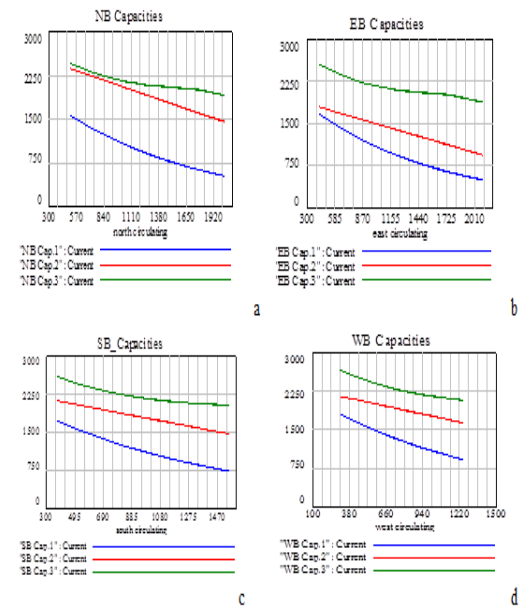 NB Capacities
3000
2250
1500
750
0
300 570 840 1110 1380 1650 1920
north circulating
"NB Cap.1" : Current
"NB Cap.2" : Current
"NB Cap.3" : Current
a
EB Capacities
3000
2250
1500
750
0
300 585 870 1155 1440 1725 2010
east circulating
"EB Cap.1" : Current
"EB Cap.2" : Current
"EB Cap.3" : Current
b
SB_Capacities
3000
2250
1500
750
0
300 495 690 885 1080 1275 1470
south circulating
"SB Cap.1" : Current
"SB Cap.2" : Current
"SB Cap.3" : Current
c
WB Capacities
3000
2250
1500
750
0
100 380 660 940 1220 1500
west circulating
"WB Cap.1" : Current
"WB Cap.2" : Current
"WB Cap.3" : Current
d